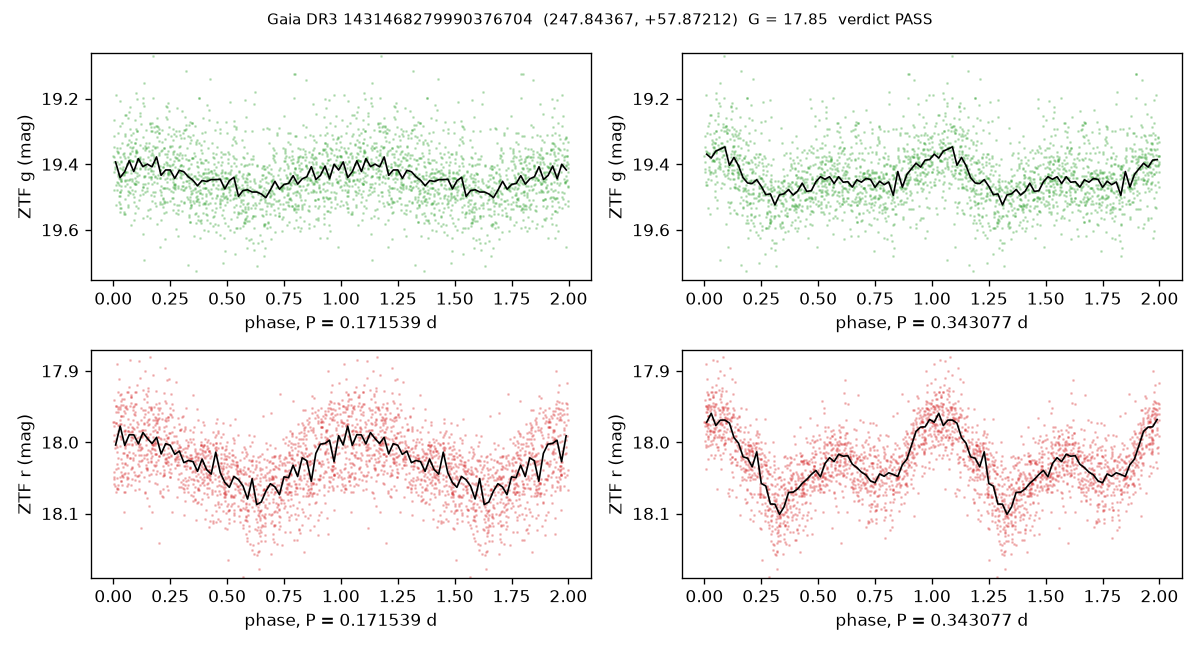 Gaia DR3 1431468279990376704 (247.84367, +57.87212) G = 17.85 verdict PASS
ZTF g (mag)
19.2
19.4
19.6
0.00 0.25 0.50 0.75 1.00 1.25 1.50 1.75 2.00
phase, P = 0.171539 d
ZTF g (mag)
19.2
19.4
19.6
0.00 0.25 0.50 0.75 1.00 1.25 1.50 1.75 2.00
phase, P = 0.343077 d
ZTF r (mag)
17.9
18.0
18.1
0.00 0.25 0.50 0.75 1.00 1.25 1.50 1.75 2.00
phase, P = 0.171539 d
ZTF r (mag)
17.9
18.0
18.1
0.00 0.25 0.50 0.75 1.00 1.25 1.50 1.75 2.00
phase, P = 0.343077 d